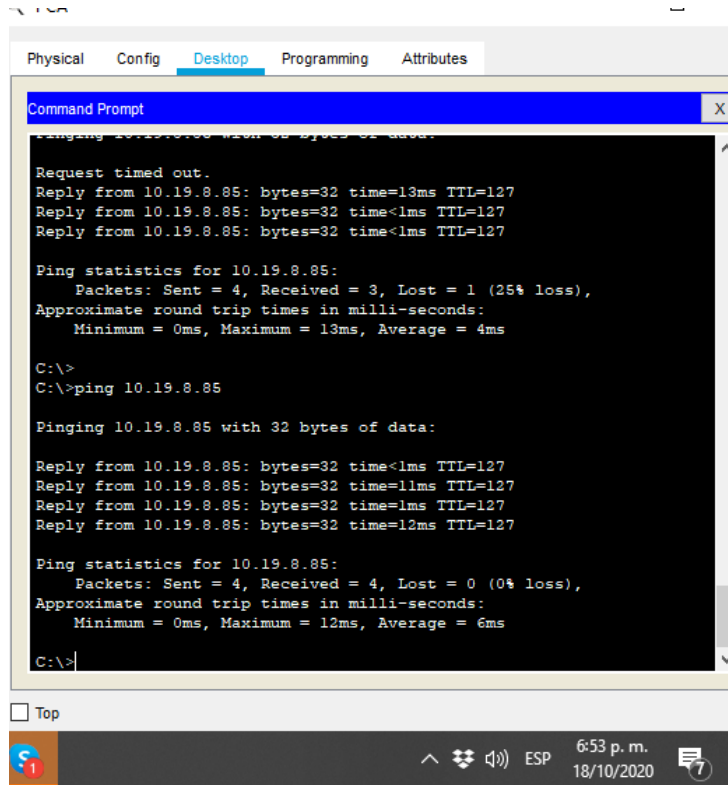 Physical Config Desktop Programming Attributes
Command Prompt
X
Request timed out.
Reply from 10.19.8.85: bytes=32 time=13ms TTL=127
Reply from 10.19.8.85: bytes=32 time<1ms TTL=127
Reply from 10.19.8.85: bytes=32 time<1ms TTL=127
Ping statistics for 10.19.8.85:
Packets: Sent = 4, Received = 3, Lost = 1 (25% loss),
Approximate round trip times in milli-seconds:
Minimum = 0ms, Maximum = 13ms, Average = 4ms
C:\>
C:\>ping 10.19.8.85
Pinging 10.19.8.85 with 32 bytes of data:
Reply from 10.19.8.85: bytes=32 time<1ms TTL=127
Reply from 10.19.8.85: bytes=32 time=11ms TTL=127
Reply from 10.19.8.85: bytes=32 time=1ms TTL=127
Reply from 10.19.8.85: bytes=32 time=12ms TTL=127
Ping statistics for 10.19.8.85:
Packets: Sent = 4, Received = 4, Lost = 0 (0% loss),
Approximate round trip times in milli-seconds:
Minimum = 0ms, Maximum = 12ms, Average = 6ms
C:\>
Top
S 1
ESP
6:53 p. m.
18/10/2020
7